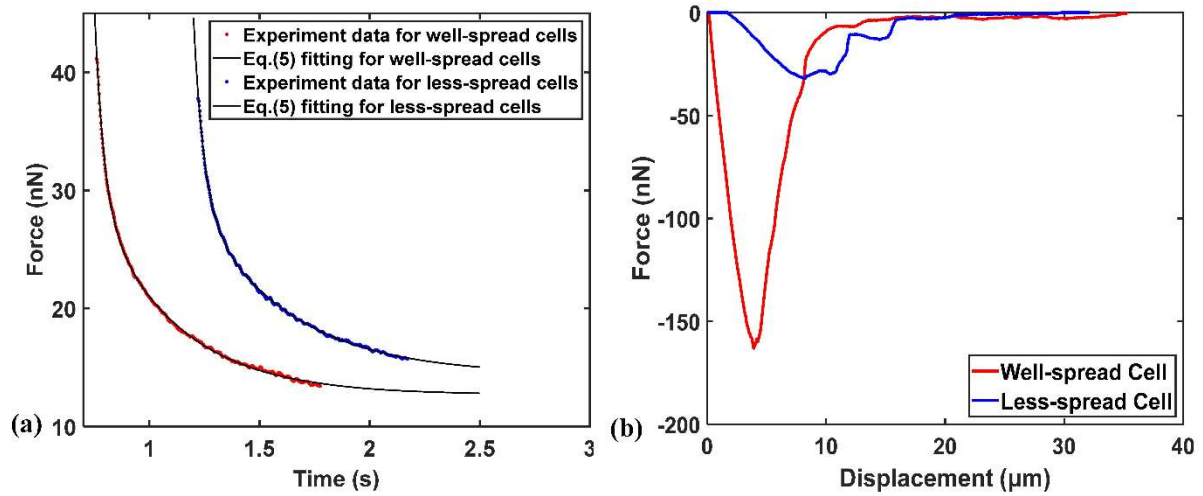 Experiment data for well-spread cells
Eq.(5) fitting for well-spread cells
Experiment data for less-spread cells
Eq.(5) fitting for less-spread cells
40
30
20
10
Force (nN)
1
1.5
2
2.5
3
Time (s)
(a)
0
-50
-100
-150
-200
Force (nN)
Well-spread Cell
Less-spread Cell
0
10
20
30
40
Displacement (µm)
(b)